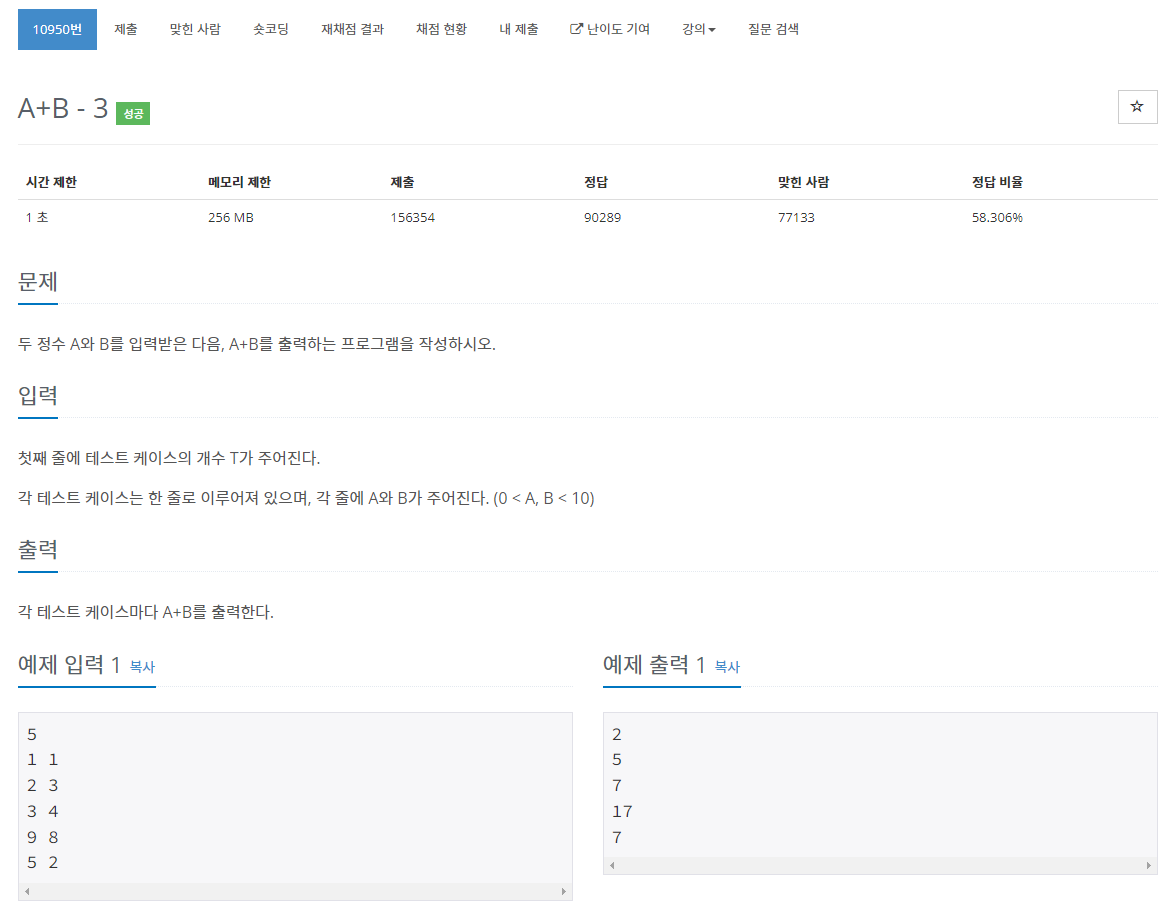 10950번 제출 맞힌 사람 숏코딩 재채점 결과 채점 현황 내 제출 난이도 기여 강의 질문 검색
A+B - 3 성공
시간 제한 메모리 제한 제출 정답 맞힌 사람 정답 비율
1 초 256 MB 156354 90289 77133 58.306%
문제
두 정수 A와 B를 입력받은 다음, A+B를 출력하는 프로그램을 작성하시오.
입력
첫째 줄에 테스트 케이스의 개수 T가 주어진다.
각 테스트 케이스는 한 줄로 이루어져 있으며, 각 줄에 A와 B가 주어진다. (0 < A, B < 10)
출력
각 테스트 케이스마다 A+B를 출력한다.
예제 입력 1 복사
5
1 1
2 3
3 4
9 8
5 2
예제 출력 1 복사
2
5
7
17
7